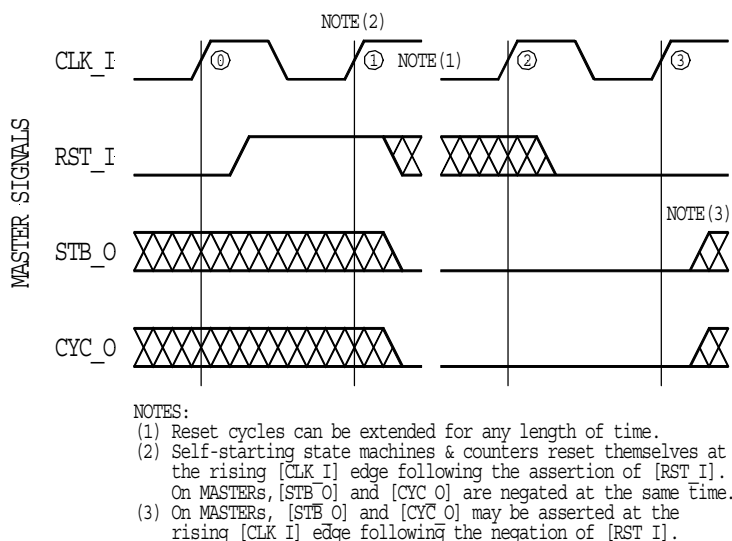 NOTE(2)
CLK_I
0
1
NOTE(1)
2
3
MASTER SIGNALS
RST_I
NOTE(3)
STB_O
CYC_O
NOTES:
(1) Reset cycles can be extended for any length of time.
(2) Self-starting state machines & counters reset themselves at
the rising [CLK_I] edge following the assertion of [RST_I].
On MASTERs, [STB_O] and [CYC_O] are negated at the same time.
(3) On MASTERs, [STB_O] and [CYC_O] may be asserted at the
rising [CLK_I] edge following the negation of [RST_I].